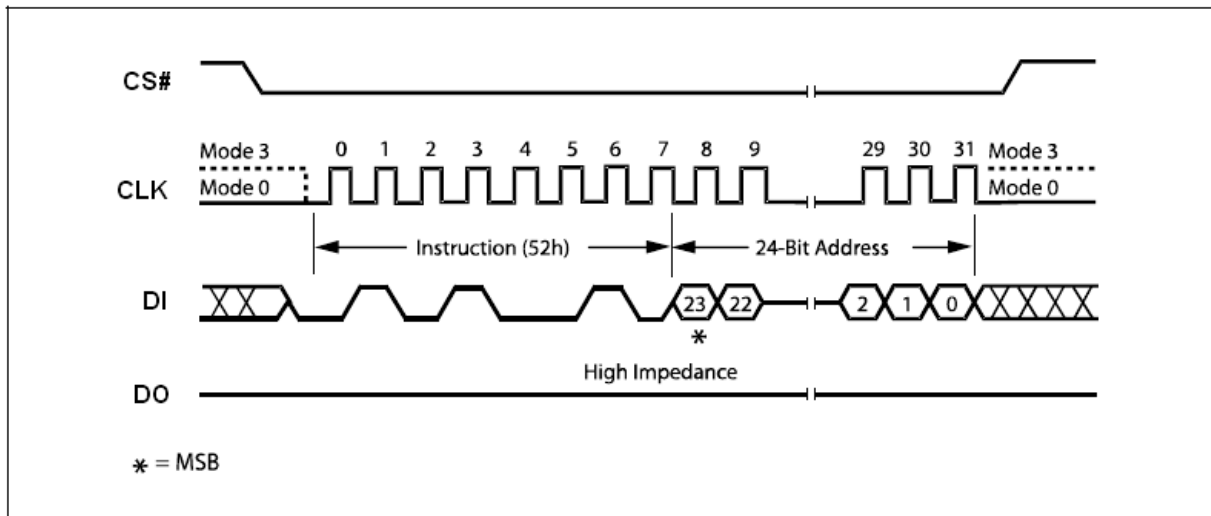 CS#
Mode 3 0 1 2 3 4 5 6 7 8 9 29 30 31 Mode 3
CLK Mode 0 Mode 0
Instruction (52h) 24-Bit Address
DI 23 22 2 1 0
*
High Impedance
DO
* = MSB